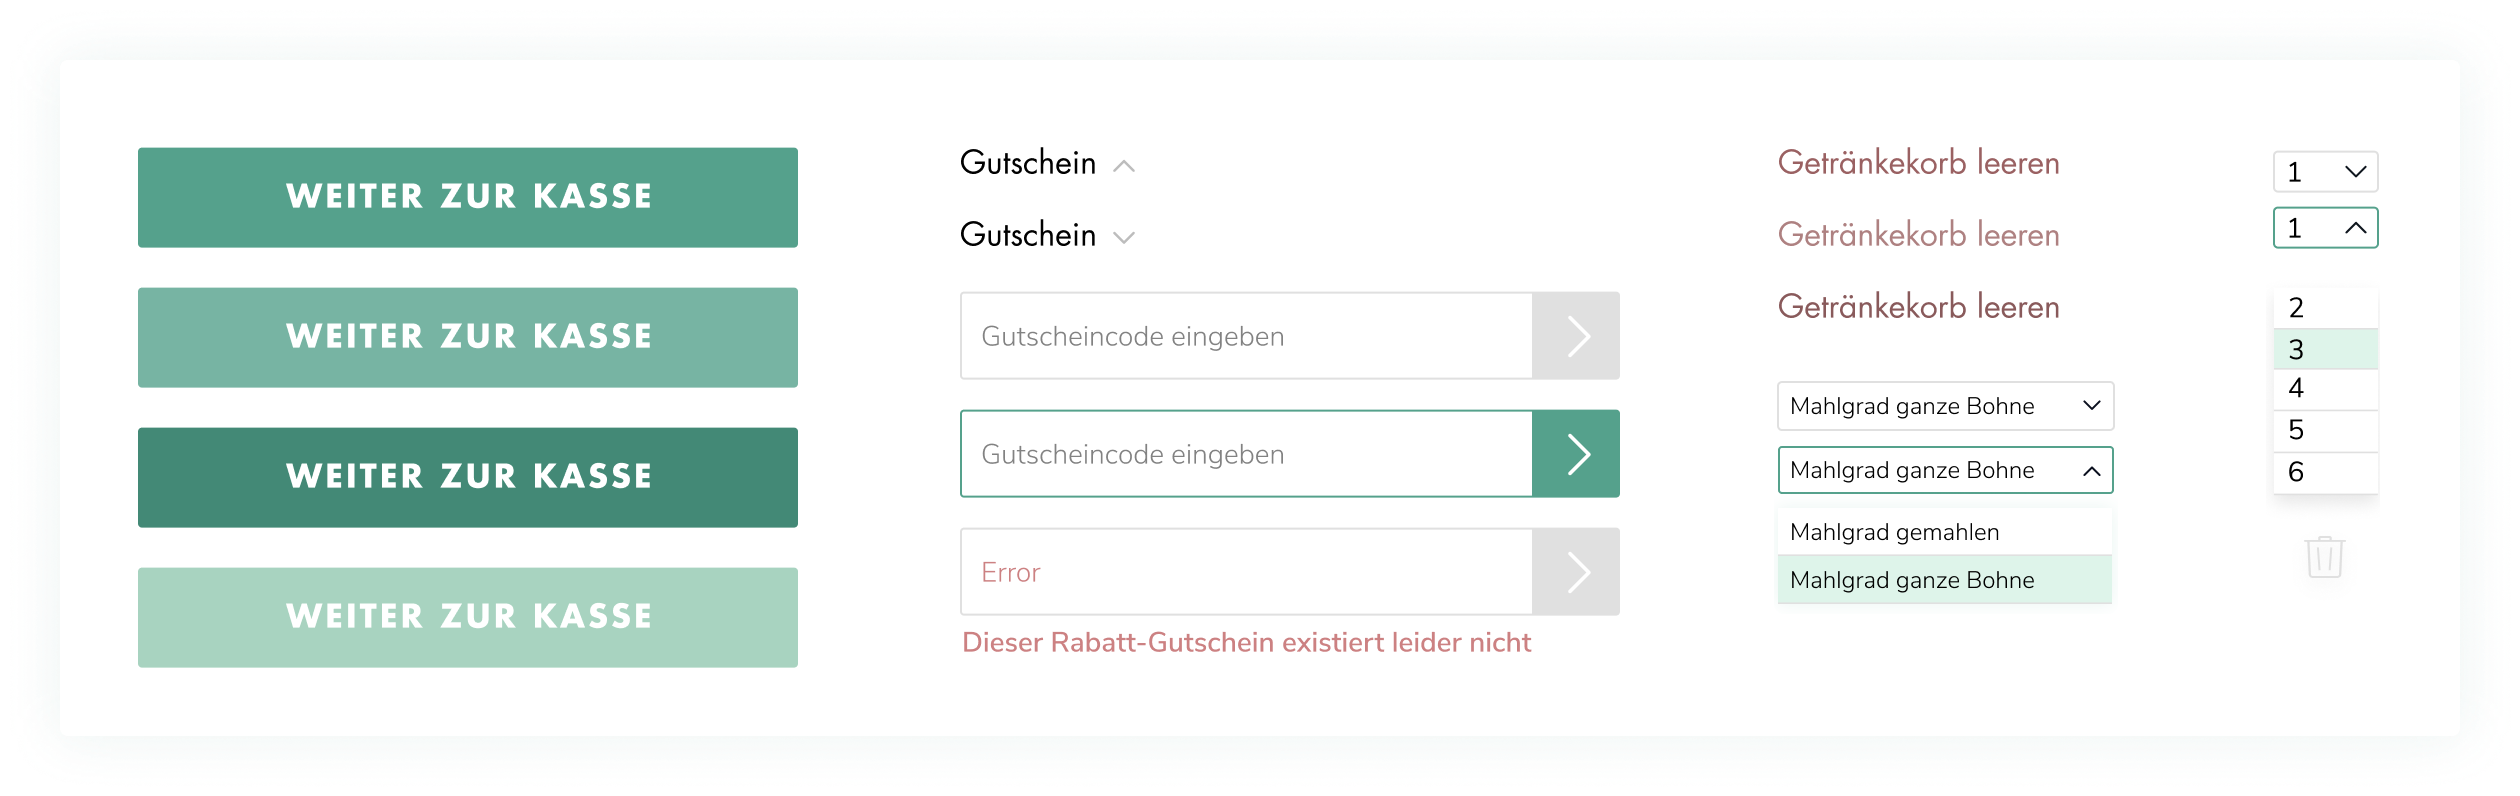 WEITER ZUR KASSE
WEITER ZUR KASSE
WEITER ZUR KASSE
WEITER ZUR KASSE
Gutschein
Gutschein
Gutscheincode eingeben
Gutscheincode eingeben
Error
Dieser Rabatt-Gutschein existiert leider nicht
Getränkekorb leeren
Getränkekorb leeren
Getränkekorb leeren
Mahlgrad ganze Bohne
Mahlgrad ganze Bohne
Mahlgrad gemahlen
Mahlgrad ganze Bohne
1
1
2
3
4
5
6